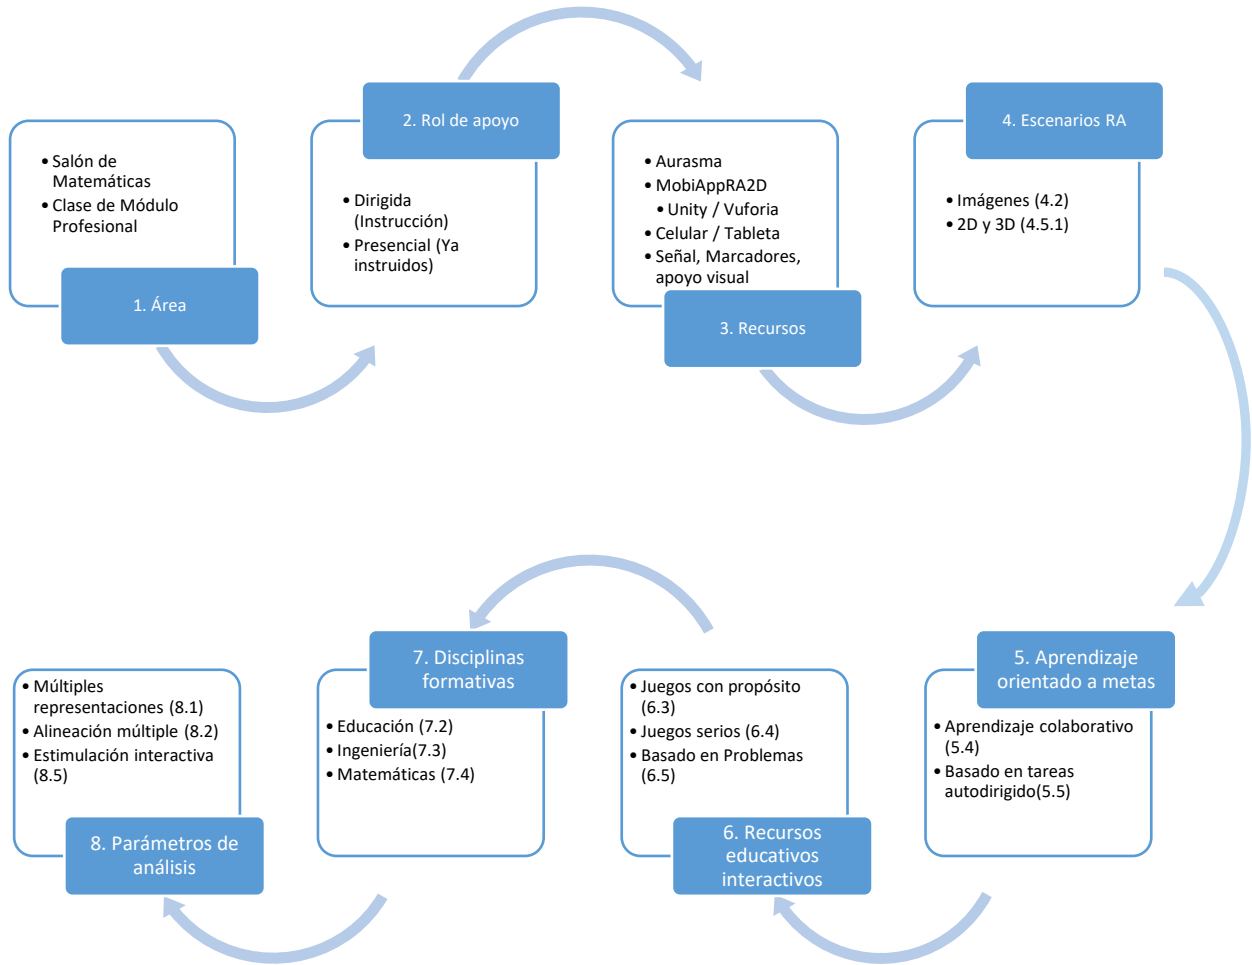 • Salón de
Matemáticas
• Clase de Módulo
Profesional
1. Área
2. Rol de apoyo
• Dirigida
(Instrucción)
• Presencial (Ya
instruidos)
• Aurasma
• MobiAppRA2D
• Unity / Vuforia
• Celular / Tableta
• Señal, Marcadores,
apoyo visual
3. Recursos
4. Escenarios RA
• Imágenes (4.2)
• 2D y 3D (4.5.1)
5. Aprendizaje
orientado a metas
• Aprendizaje colaborativo
(5.4)
• Basado en tareas
autodirigido(5.5)
• Juegos con propósito
(6.3)
• Juegos serios (6.4)
• Basado en Problemas
(6.5)
6. Recursos
educativos
interactivos
7. Disciplinas
formativas
• Educación (7.2)
• Ingeniería(7.3)
• Matemáticas (7.4)
• Múltiples
representaciones (8.1)
• Alineación múltiple (8.2)
• Estimulación interactiva
(8.5)
8. Parámetros de
análisis